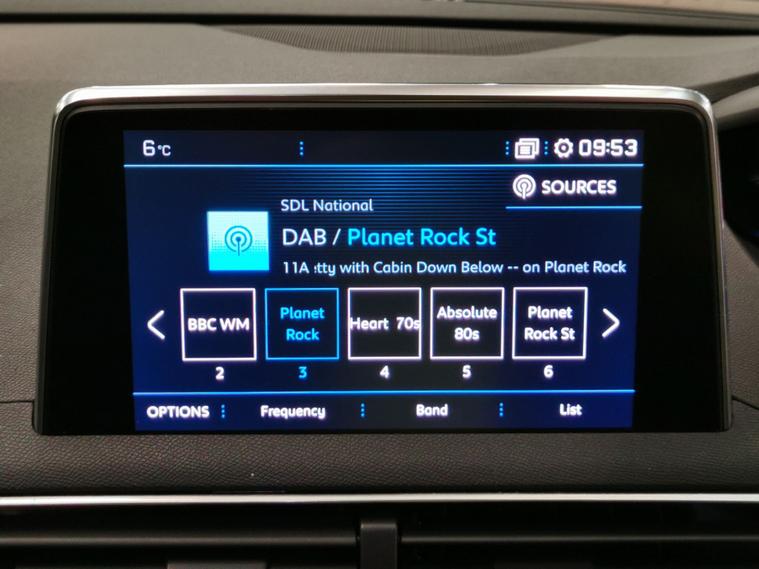 6°C
09:53
SOURCES
SDL National
DAB / Planet Rock St
11A :tty with Cabin Down Below -- on Planet Rock
BBC WM
Planet
Rock
Heart 70s
Absolute
80s
Planet
Rock St
2 3 4 5 6
OPTIONS Frequency Band List